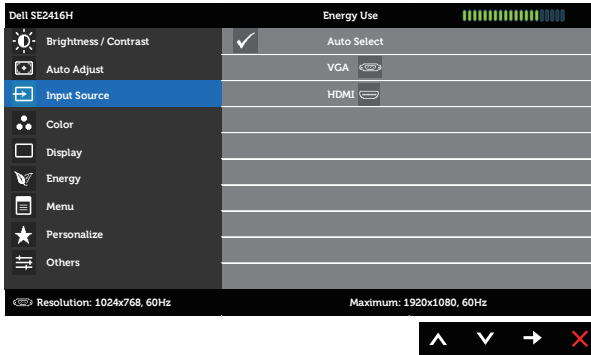 Dell SE2416H Energy Use
Brightness / Contrast Auto Select
Auto Adjust VGA
Input Source HDMI
Color
Display
Energy
Menu
Personalize
Others
Resolution: 1024x768, 60Hz Maximum: 1920x1080, 60Hz